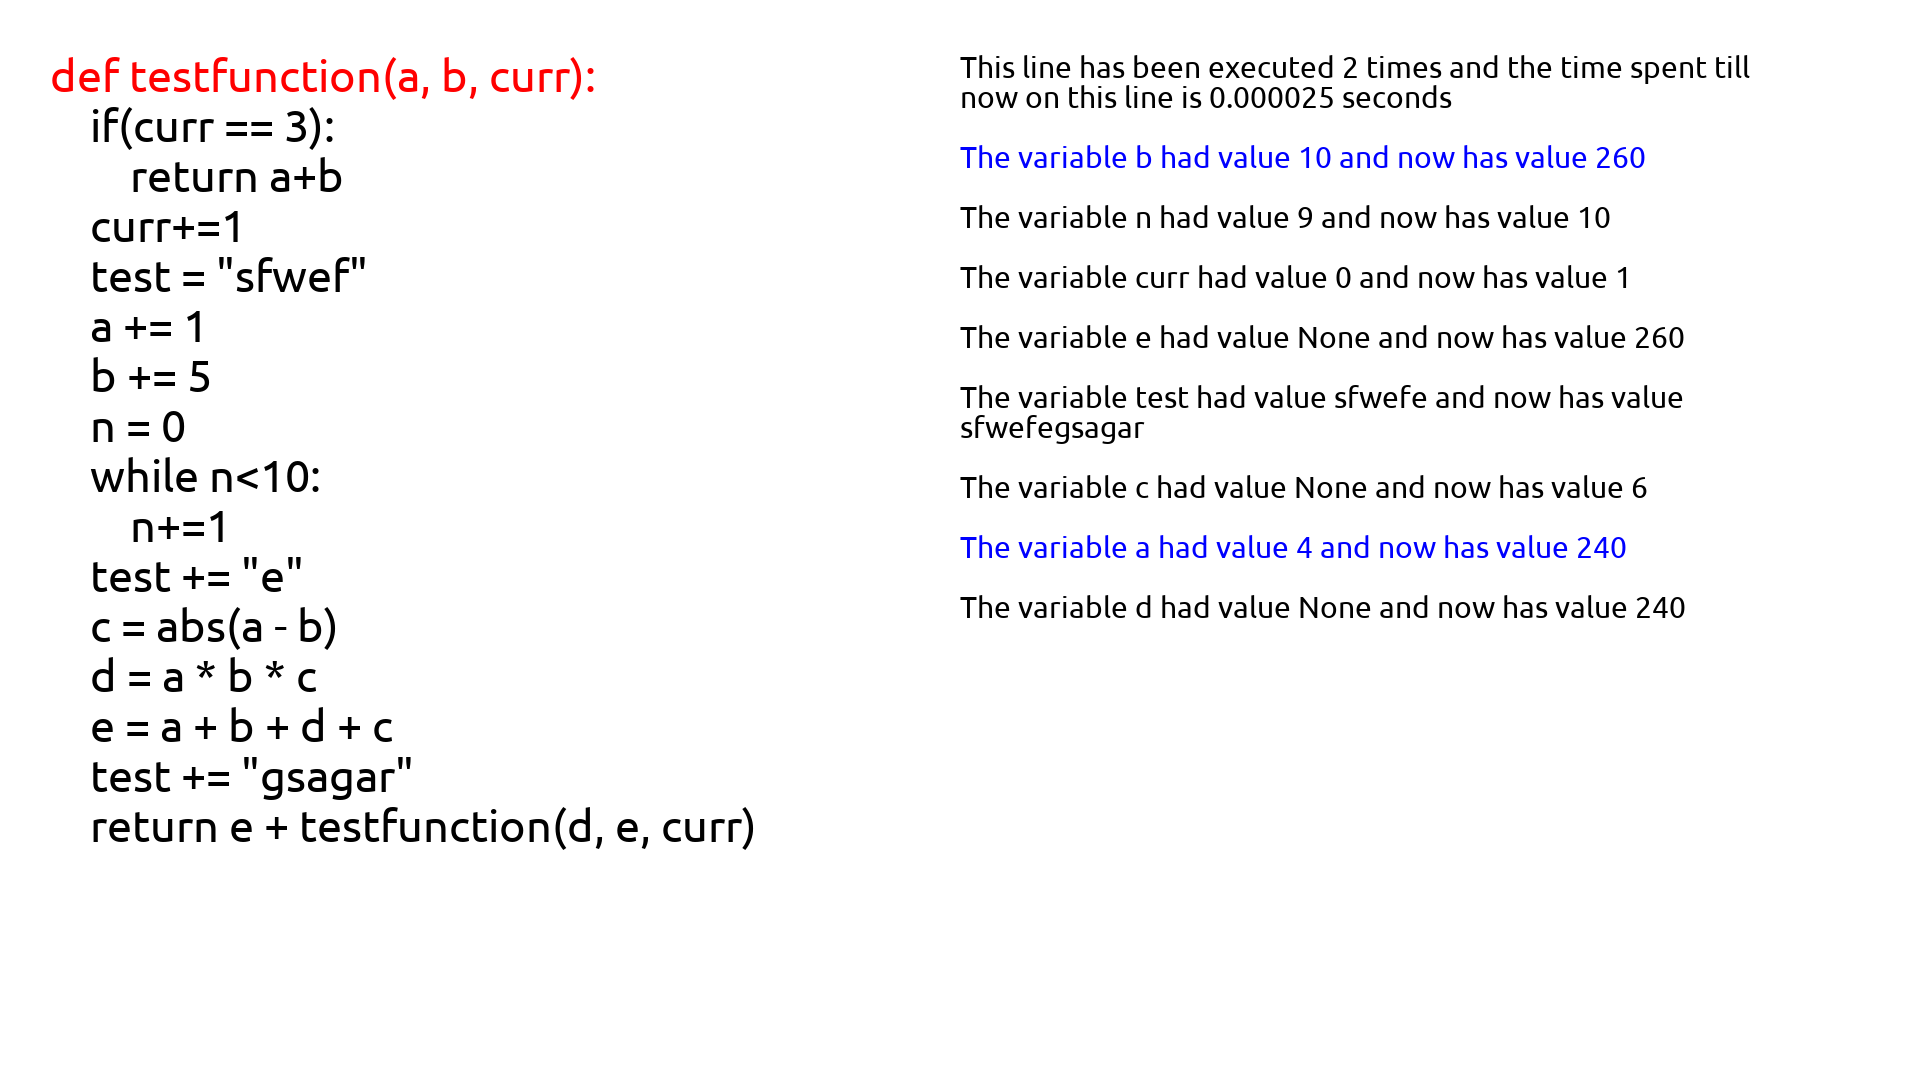 def testfunction(a, b, curr):
if(curr == 3):
return a+b
curr+=1
test = "sfwef"
a += 1
b += 5
n = 0
while n<10:
n+=1
test += "e"
c = abs(a - b)
d = a * b * c
e = a + b + d + c
test += "gsagar"
return e + testfunction(d, e, curr)
This line has been executed 2 times and the time spent till
now on this line is 0.000025 seconds
The variable b had value 10 and now has value 260
The variable n had value 9 and now has value 10
The variable curr had value 0 and now has value 1
The variable e had value None and now has value 260
The variable test had value sfwefe and now has value
sfwefegsagar
The variable c had value None and now has value 6
The variable a had value 4 and now has value 240
The variable d had value None and now has value 240